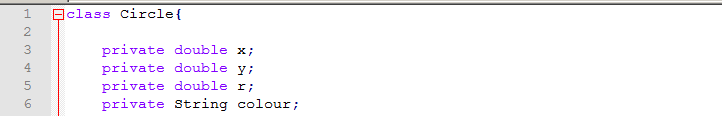 1 class Circle{
2
3 private double x;
4 private double y;
5 private double r;
6 private String colour;